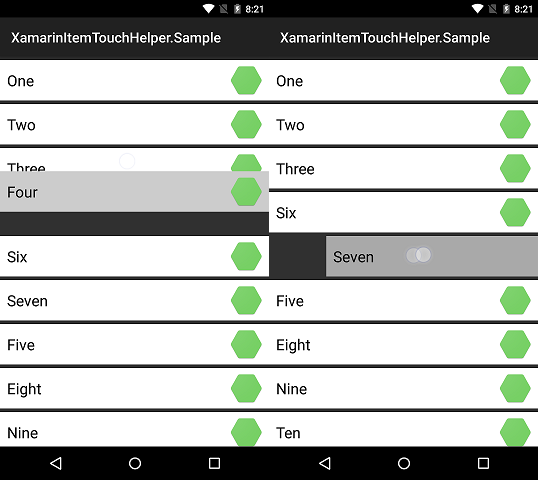 8:21
XamarinItemTouchHelper.Sample
One
Two
Three
Four
Six
Seven
Five
Eight
Nine
8:21
XamarinItemTouchHelper.Sample
One
Two
Three
Six
Seven
Five
Eight
Nine
Ten